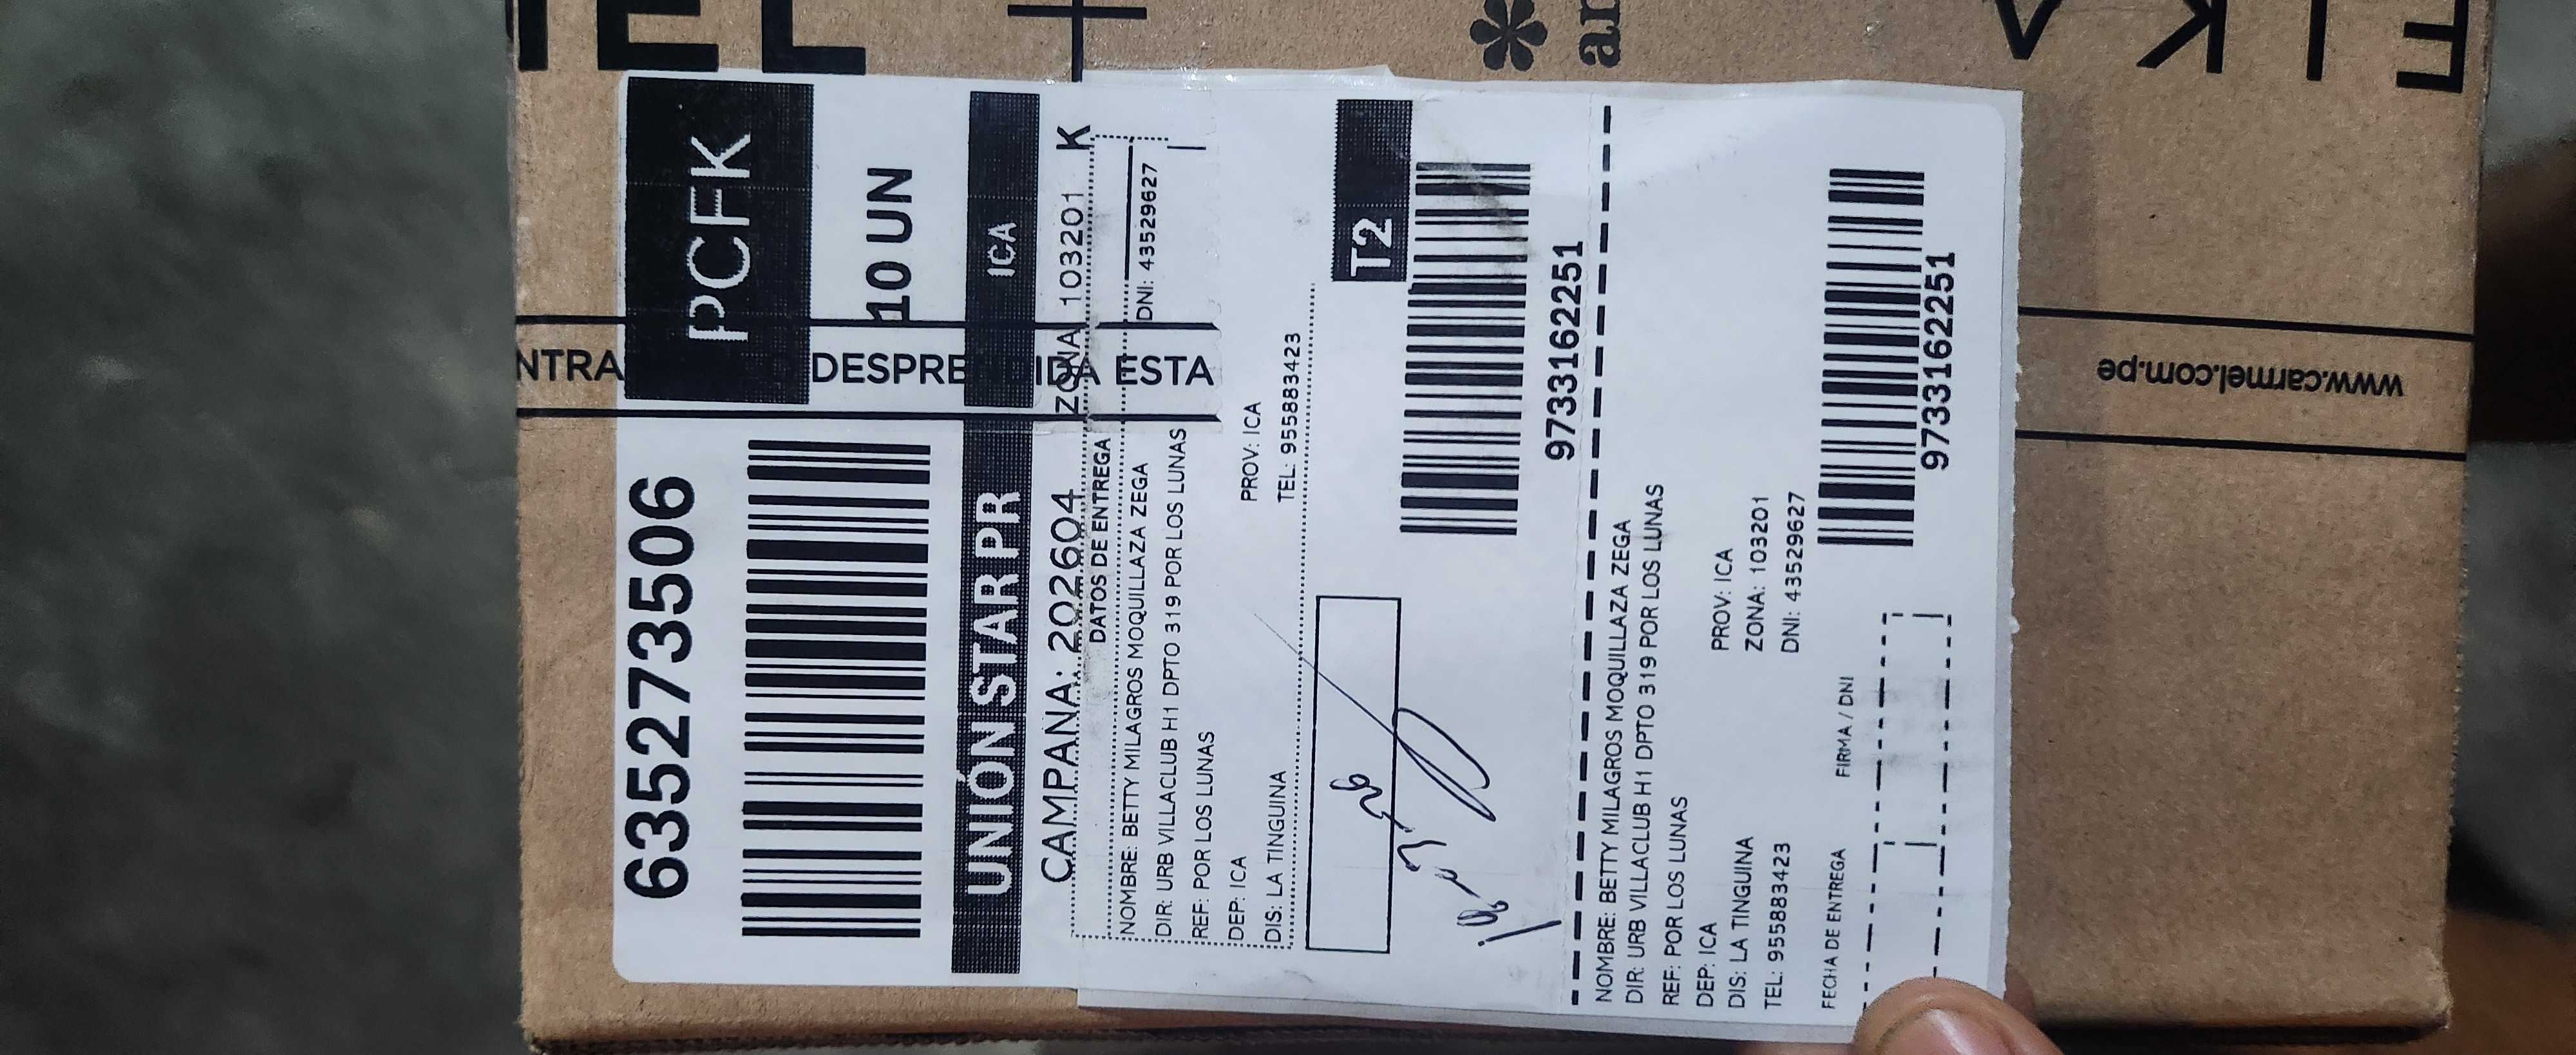 6352273506
PCFK
10 UN
UNIÓN STAR PR
ICA
CAMPAÑA: 202604
ZONA 103201 K
NTRA
DESPRE
ESTA
DATOS DE ENTREGA
NOMBRE: BETTY MILAGROS MOQUILLAZA ZEGA
DNI: 43529627
DIR: URB VILLACLUB H1 DPTO 319 POR LOS LUNAS
REF: POR LOS LUNAS
DEP: ICA
PROV: ICA
DIS: LA TINGUINA
TEL: 955883423
T2
9733162251
NOMBRE: BETTY MILAGROS MOQUILLAZA ZEGA
DIR: URB VILLACLUB H1 DPTO 319 POR LOS LUNAS
REF: POR LOS LUNAS
DEP: ICA
PROV: ICA
DIS: LA TINGUINA
ZONA: 103201
TEL: 955883423
DNI: 43529627
FECHA DE ENTREGA
FIRMA / DNI
9733162251
www.carmel.com.pe